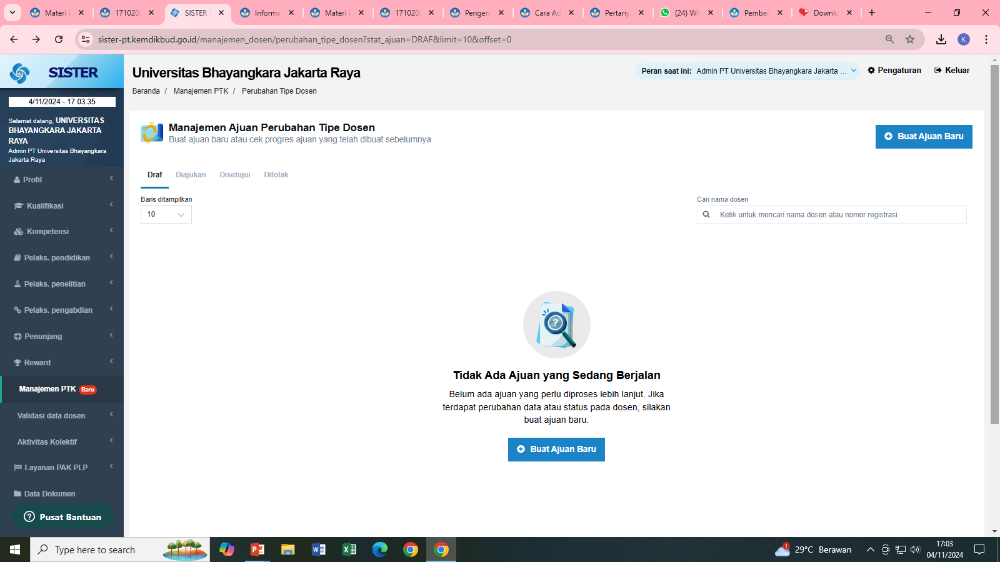 Materi
171020
SISTER
Informa
Materi
171020
Pengen
Cara Ad
Pertany
(24) Wh
Pember
Downlo
sister-pt.kemdikbud.go.id/manajemen_dosen/perubahan_tipe_dosen?stat_ajuan=DRAF&limit=10&offset=0
K
SISTER
Universitas Bhayangkara Jakarta Raya
Peran saat ini: Admin PT Universitas Bhayangkara Jakarta ...
Pengaturan
Keluar
Beranda / Manajemen PTK / Perubahan Tipe Dosen
4/11/2024 - 17.03.35
Selamat datang, UNIVERSITAS
BHAYANGKARA JAKARTA
RAYA
Admin PT Universitas Bhayangkara
Jakarta Raya
Profil
Kualifikasi
Kompetensi
Pelaks. pendidikan
Pelaks. penelitian
Pelaks. pengabdian
Penunjang
Reward
Manajemen PTK Baru
Validasi data dosen
Aktivitas Kolektif
Layanan PAK PLP
Data Dokumen
Pusat Bantuan
Manajemen Ajuan Perubahan Tipe Dosen
Buat ajuan baru atau cek progres ajuan yang telah dibuat sebelumnya
Buat Ajuan Baru
Draf Diajukan Disetujui Ditolak
Baris ditampilkan
10
Cari nama dosen
Ketik untuk mencari nama dosen atau nomor registrasi
Tidak Ada Ajuan yang Sedang Berjalan
Belum ada ajuan yang perlu diproses lebih lanjut. Jika
terdapat perubahan data atau status pada dosen, silakan
buat ajuan baru.
Buat Ajuan Baru
Type here to search
1
29°C Berawan
17:03
04/11/2024